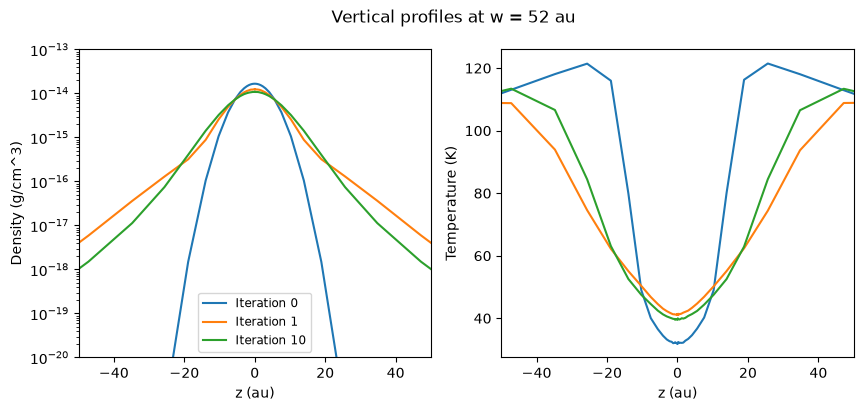 Vertical profiles at w = 52 au
Density (g/cm^3)
10^-13
10^-14
10^-15
10^-16
10^-17
10^-18
10^-19
10^-20
Iteration 0
Iteration 1
Iteration 10
−40 −20 0 20 40
z (au)
Temperature (K)
120
100
80
60
40
−40 −20 0 20 40
z (au)